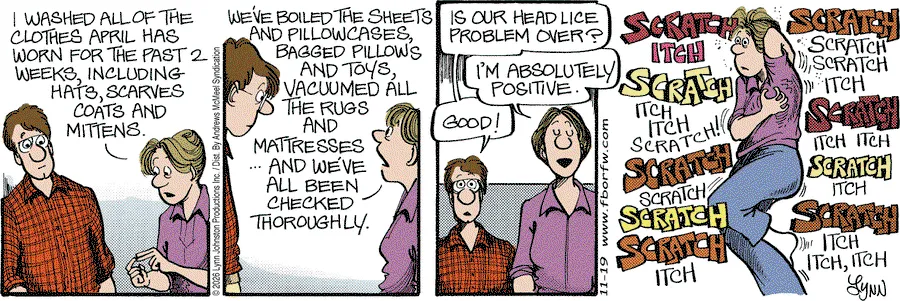 I WASHED ALL OF THE
CLOTHES APRIL HAS
WORN FOR THE PAST 2
WEEKS, INCLUDING
HATS, SCARVES
COATS AND
MITTENS.
© 2026 Lynn Johnston Productions Inc. / Dist. By Andrews McMeel Syndication
WE'VE BOILED THE SHEETS
AND PILLOWCASES,
BAGGED PILLOWS
AND TOYS,
VACUUMED ALL
THE RUGS
AND
MATTRESSES
... AND WE'VE
ALL BEEN
CHECKED
THOROUGHLY.
IS OUR HEAD LICE
PROBLEM OVER?
I'M ABSOLUTELY
POSITIVE.
GOOD!
11-19 www.fborfw.com
SCRATCH
ITCH
SCRATCH
ITCH
ITCH
SCRATCH!!
SCRATCH
SCRATCH
SCRATCH
SCRATCH
ITCH
SCRATCH
SCRATCH
SCRATCH
ITCH
SCRATCH
ITCH ITCH
SCRATCH
ITCH
SCRATCH
ITCH
ITCH, ITCH
LYNN